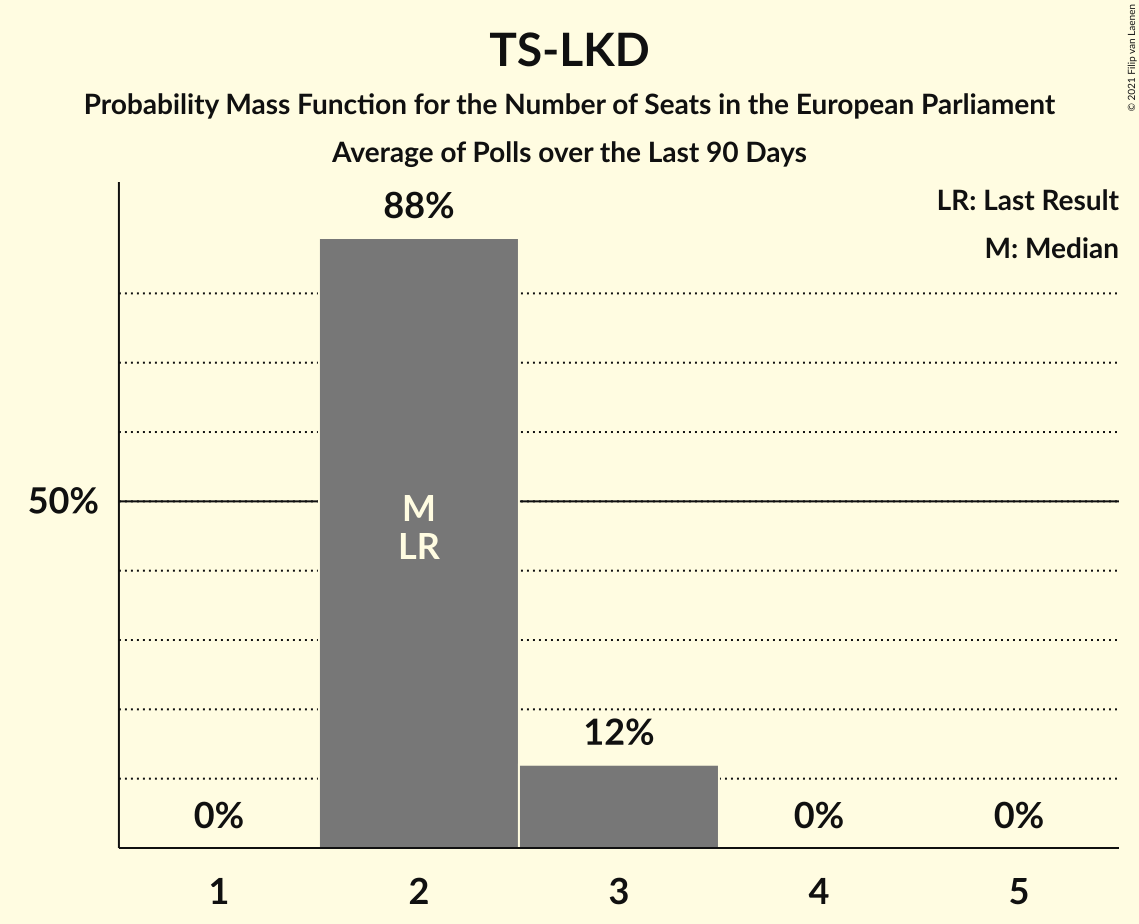 TS-LKD
Probability Mass Function for the Number of Seats in the European Parliament
Average of Polls over the Last 90 Days
© 2021 Filip van Laenen
LR: Last Result
M: Median
88%
50%
M
LR
12%
0%
0%
0%
1
2
3
4
5